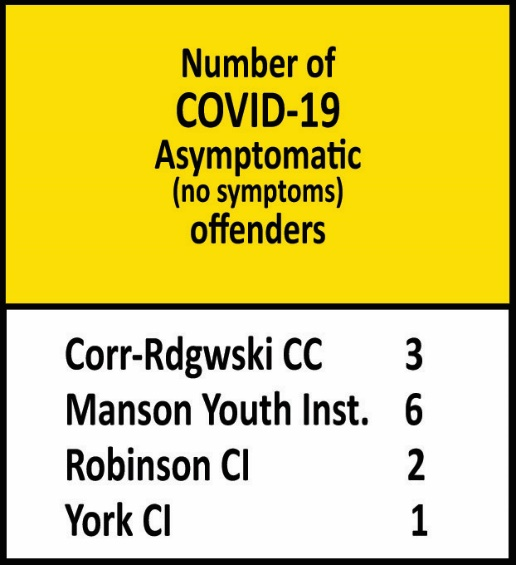 Number of
COVID-19
Asymptomatic
(no symptoms)
offenders
Corr-Rdgwski CC 3
Manson Youth Inst. 6
Robinson CI 2
York CI 1